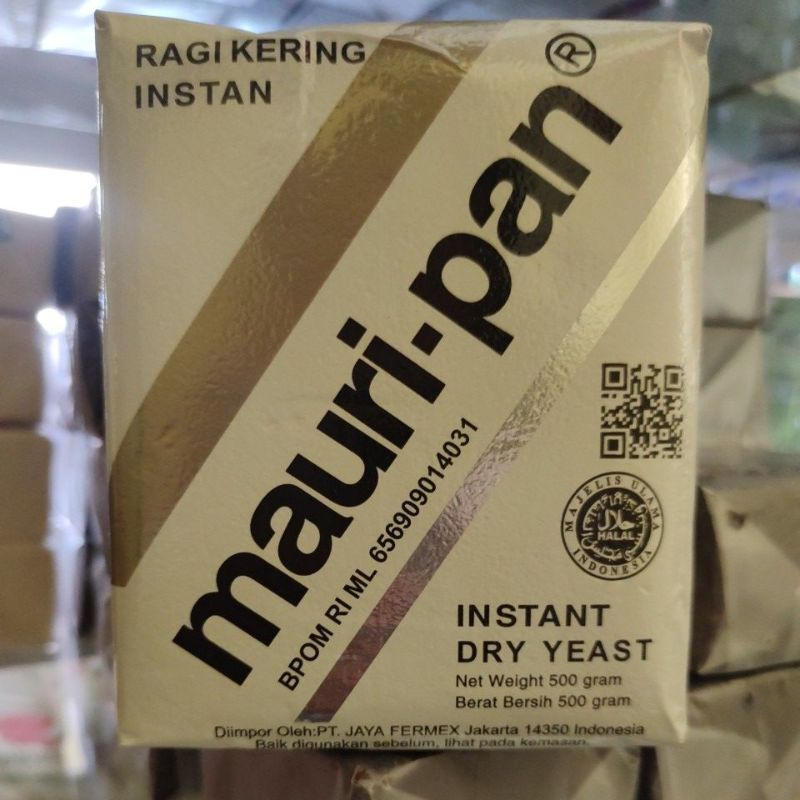 RAGI KERING
INSTAN
mauri-pan®
BPOM RI ML 656909014031
MAJELIS ULAMA
حلال
HALAL
INDONESIA
INSTANT
DRY YEAST
Net Weight 500 gram
Berat Bersih 500 gram
Diimpor Oleh:PT. JAYA FERMEX Jakarta 14350 Indonesia
Baik digunakan sebelum, lihat pada kemasan.